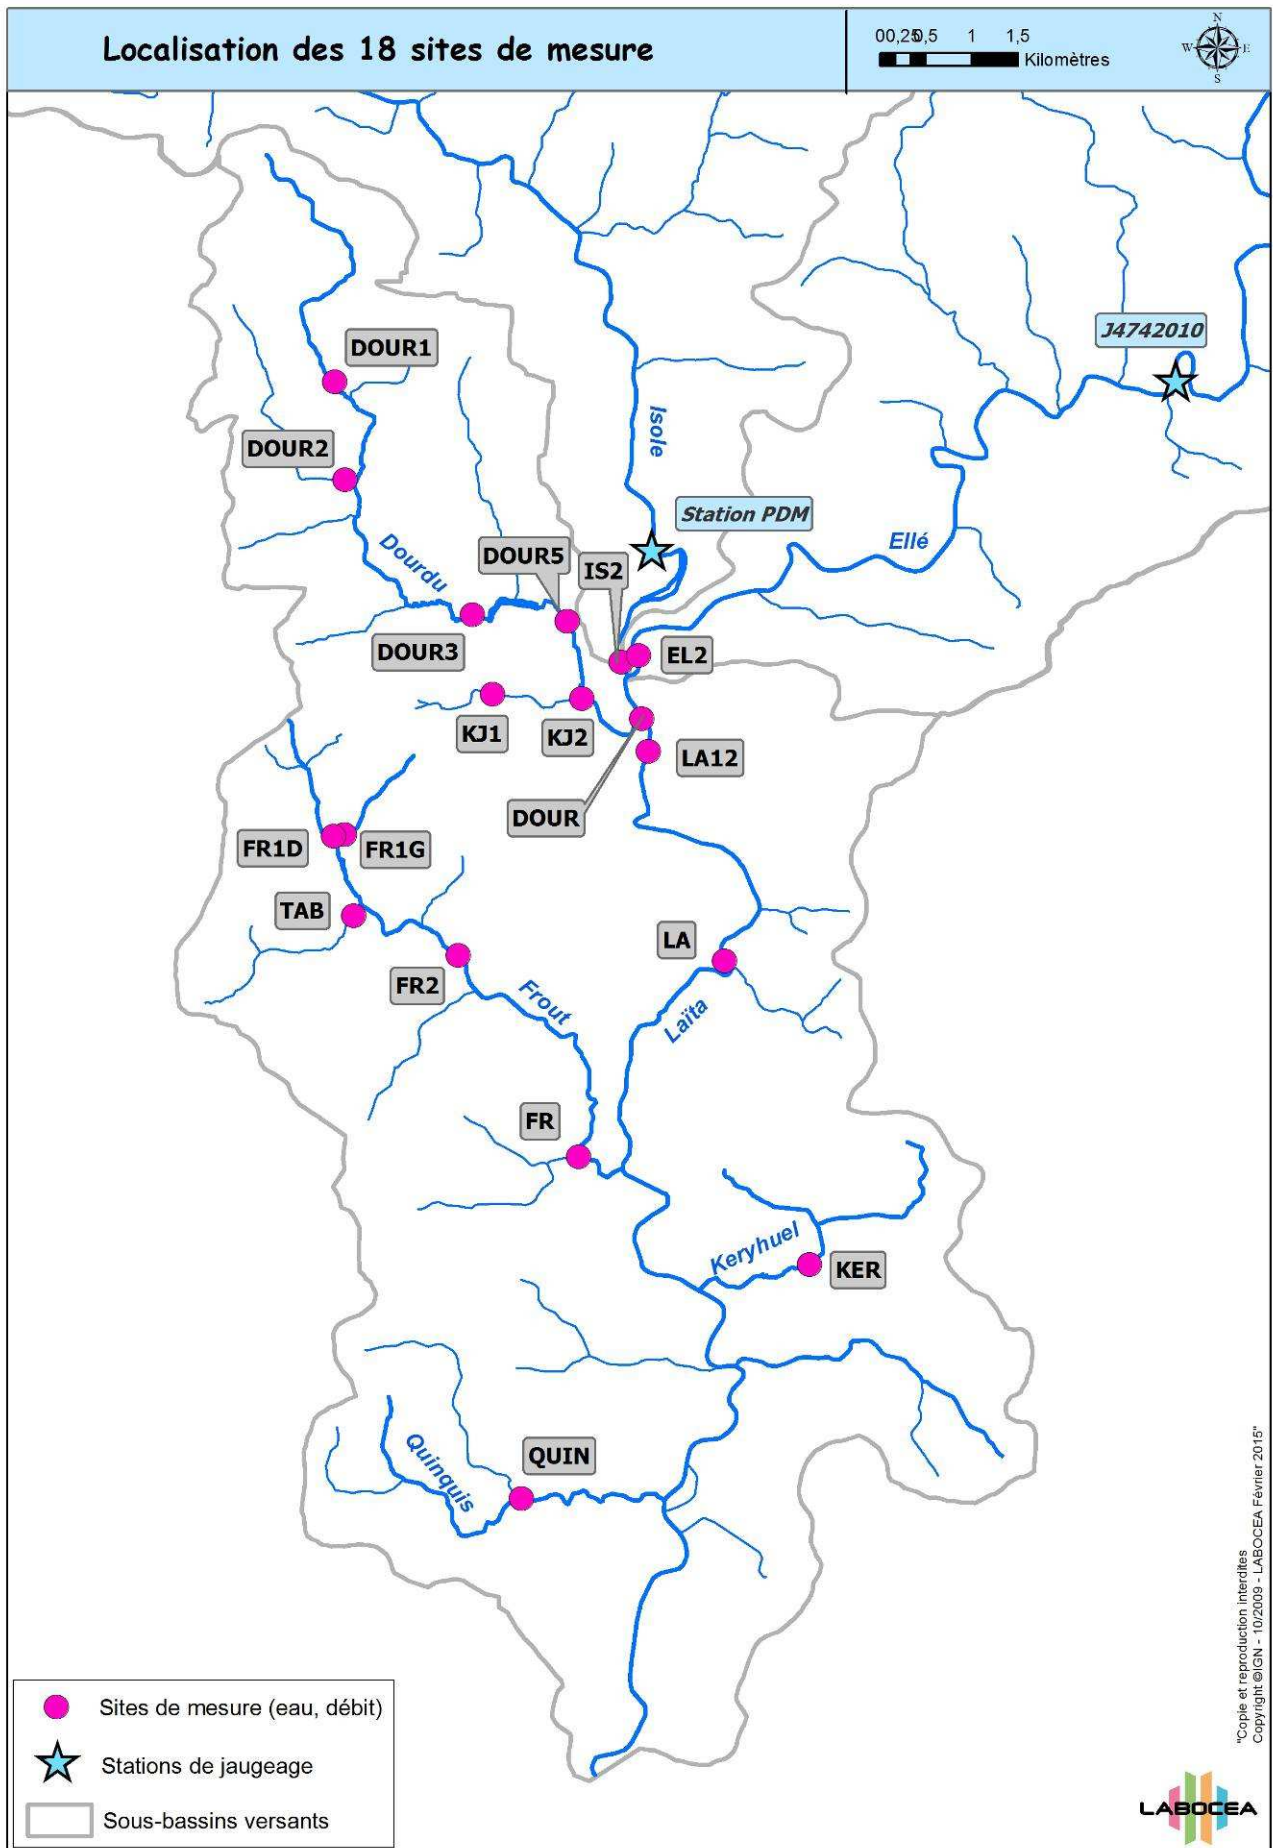 Localisation des 18 sites de mesure
0 0,25 0,5 1 1,5
Kilomètres
N
W E
S
J4742010
DOUR1
Isole
DOUR2
Station PDM
Ellé
Dourdu
DOUR5
IS2
DOUR3
EL2
KJ1
KJ2
LA12
DOUR
FR1D
FR1G
TAB
LA
FR2
Frout
Laïta
FR
Keryhuel
KER
Quinquis
QUIN
Sites de mesure (eau, débit)
Stations de jaugeage
Sous-bassins versants
"Copie et reproduction interdites
Copyright ©IGN - 10/2009 - LABOCEA Février 2015"
LABOCEA